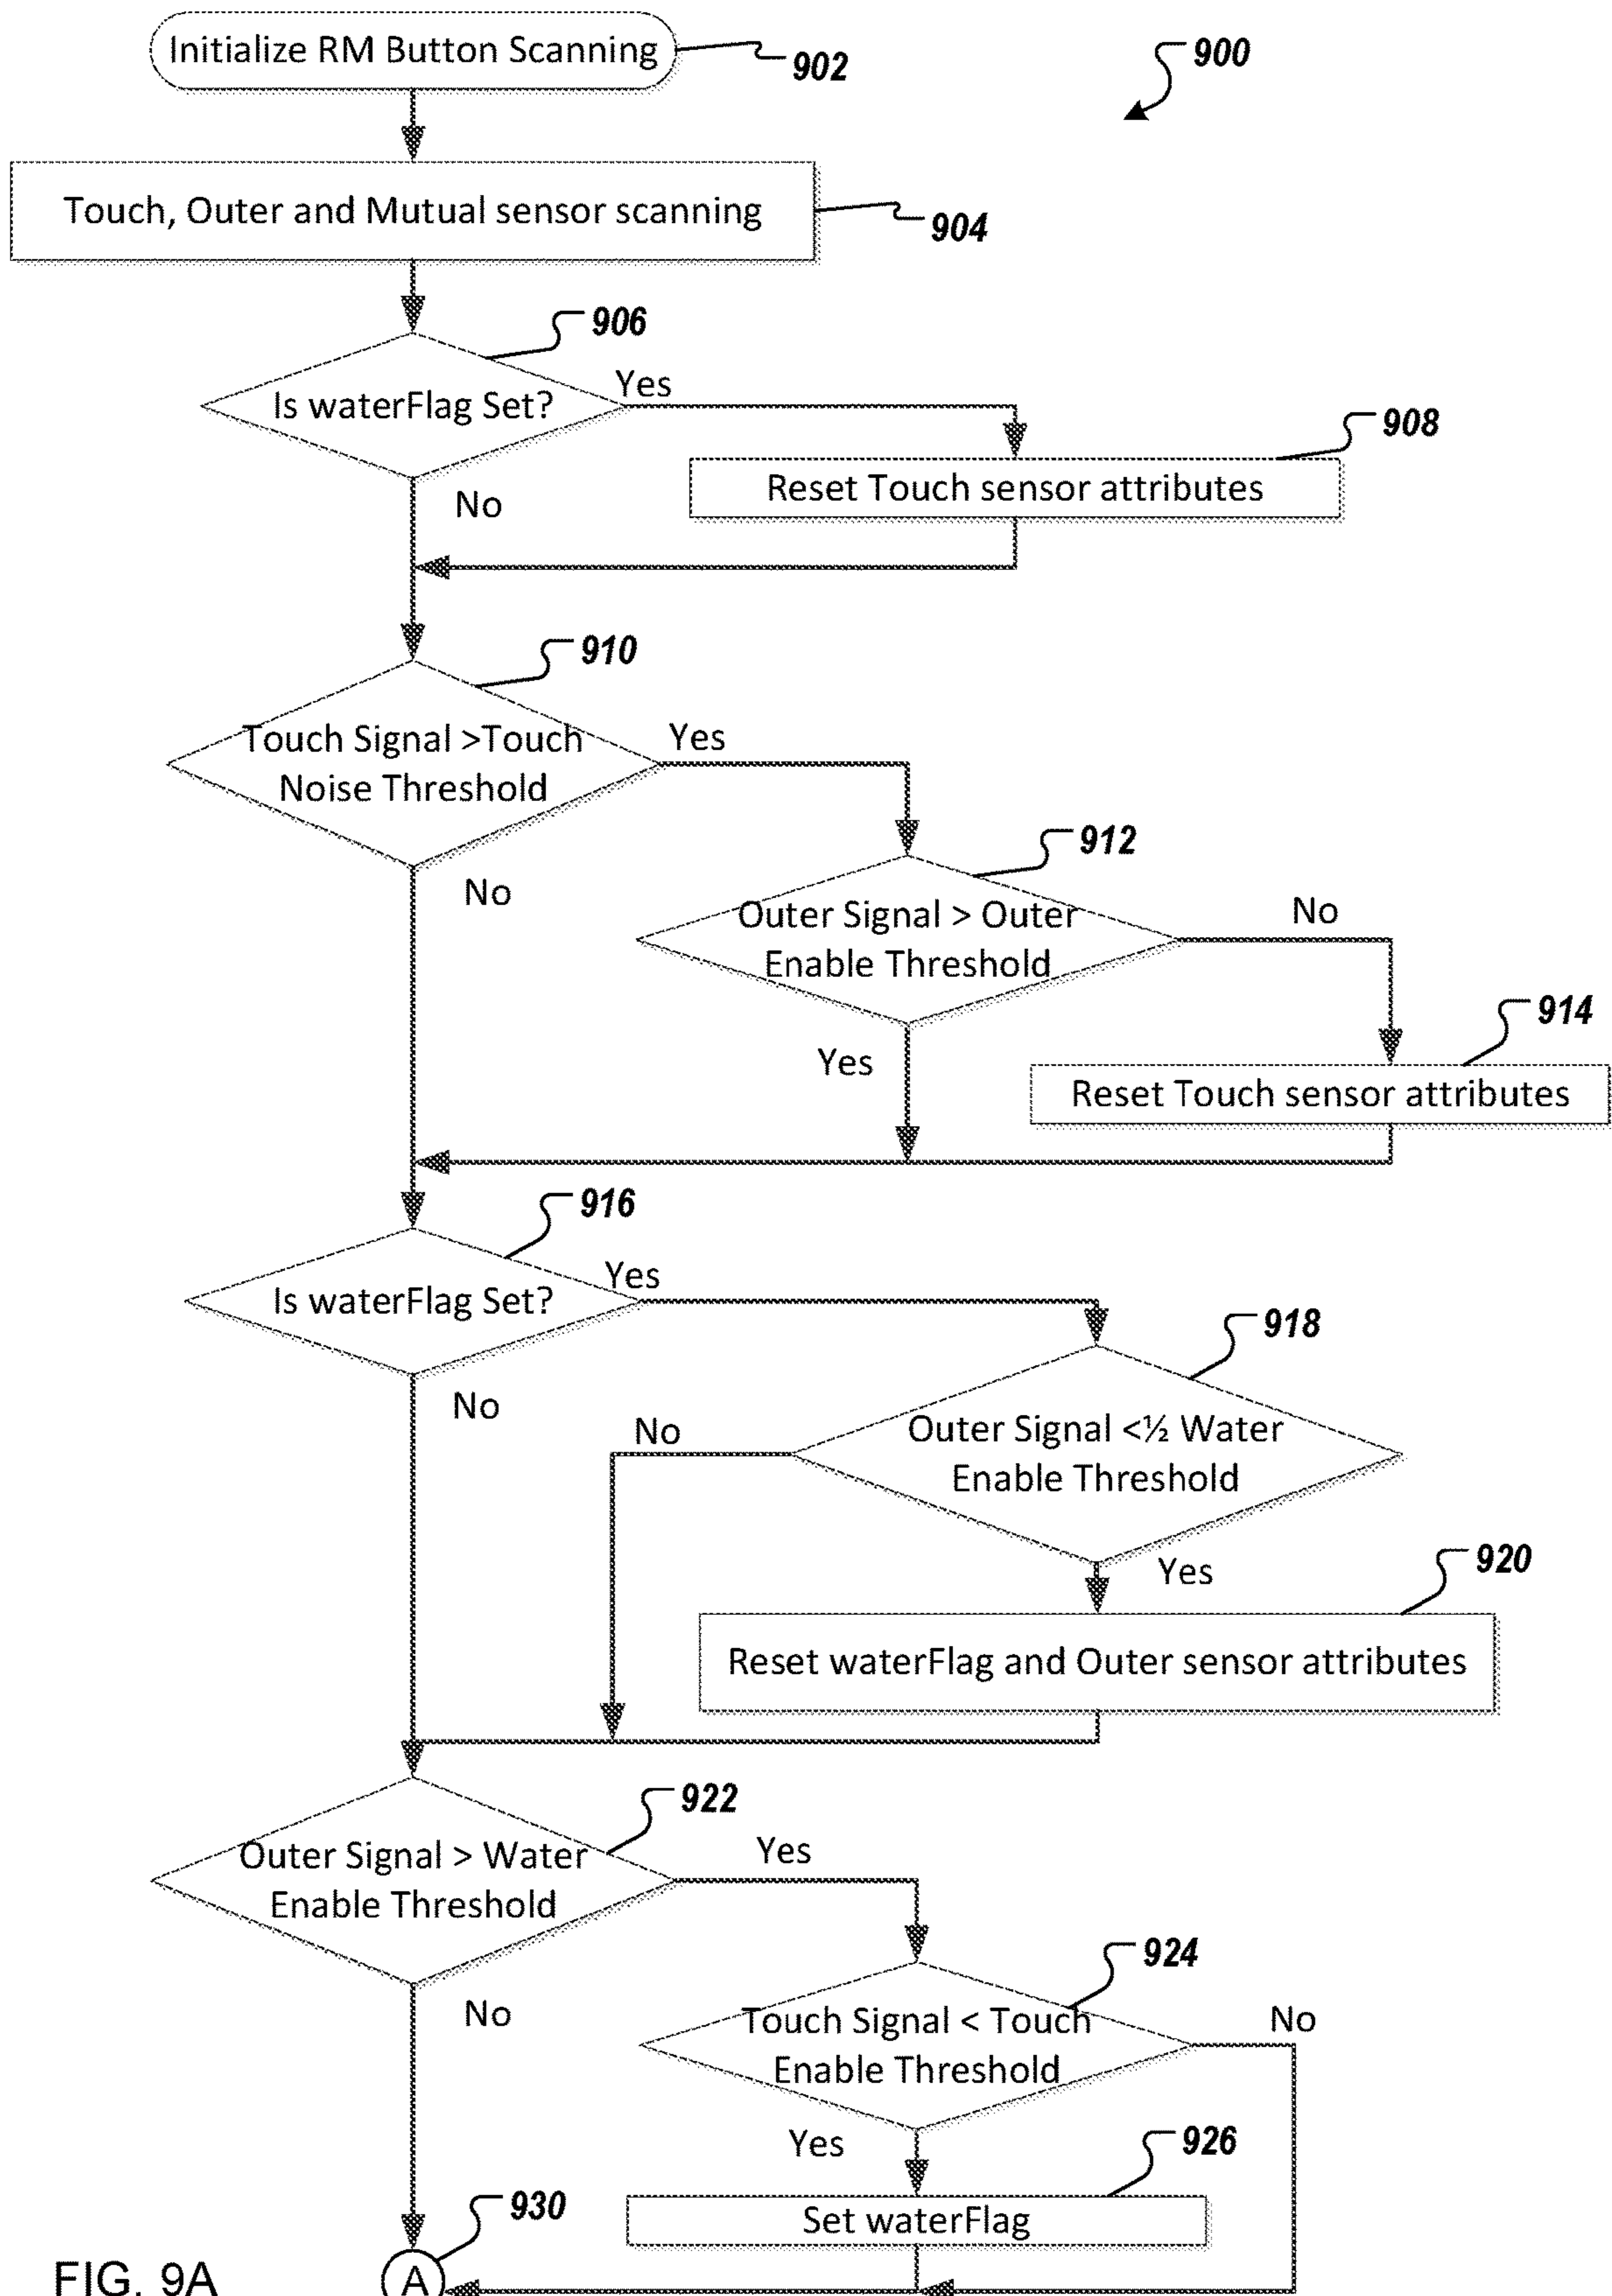 Initialize RM Button Scanning
902
900
Touch, Outer and Mutual sensor scanning
904
906
Is waterFlag Set?
Yes
No
908
Reset Touch sensor attributes
910
Touch Signal >Touch
Noise Threshold
Yes
No
912
Outer Signal > Outer
Enable Threshold
No
Yes
914
Reset Touch sensor attributes
916
Is waterFlag Set?
Yes
No
918
Outer Signal <½ Water
Enable Threshold
No
Yes
920
Reset waterFlag and Outer sensor attributes
922
Outer Signal > Water
Enable Threshold
Yes
No
924
Touch Signal < Touch
Enable Threshold
No
Yes
926
Set waterFlag
930
A
FIG. 9A